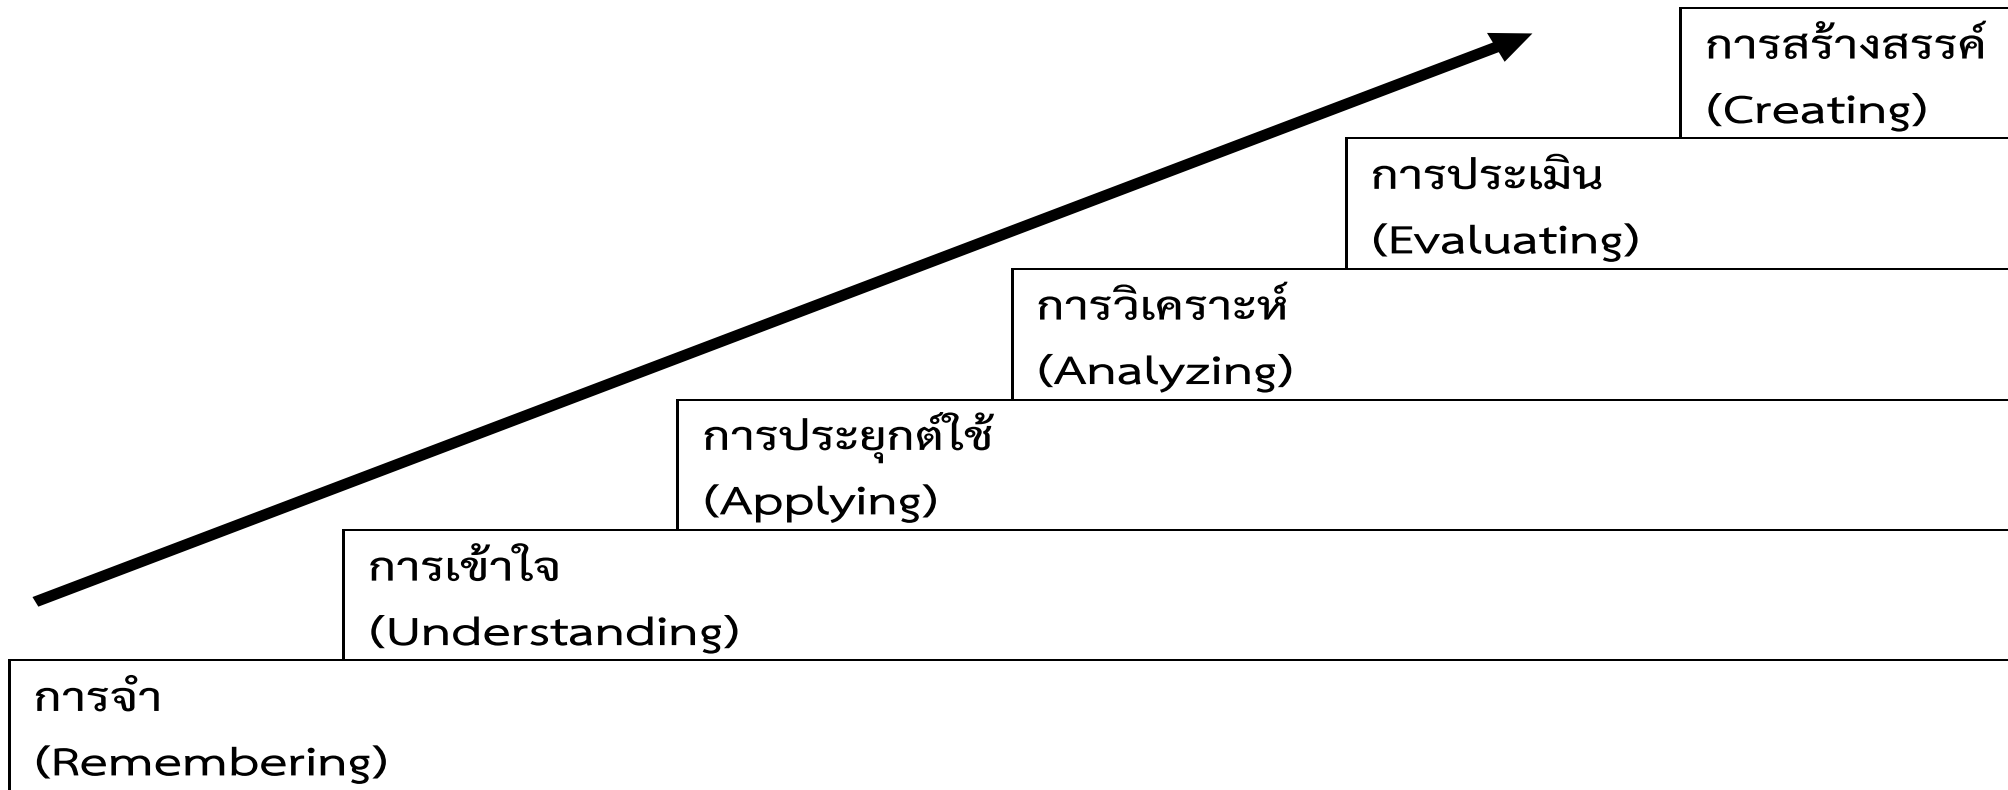 การสร้างสรรค์
(Creating)
การประเมิน
(Evaluating)
การวิเคราะห์
(Analyzing)
การประยุกต์ใช้
(Applying)
การเข้าใจ
(Understanding)
การจำ
(Remembering)